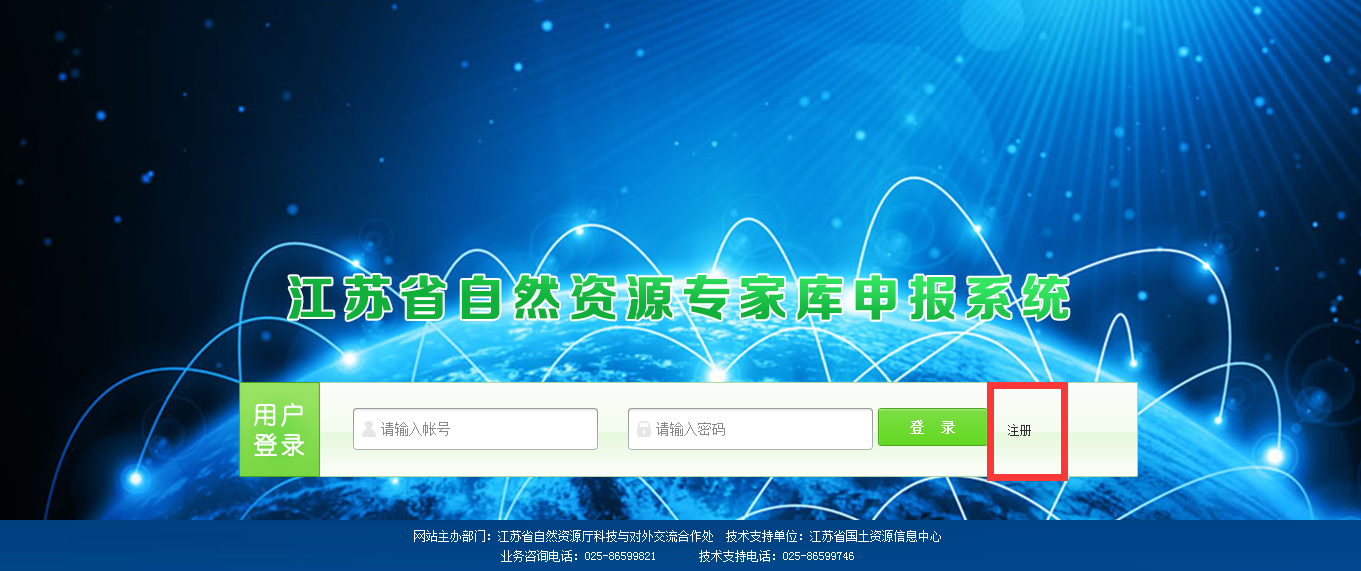 江苏省自然资源专家库申报系统
用户
登录
请输入帐号
请输入密码
登 录
注册
网站主办部门：江苏省自然资源厅科技与对外交流合作处 技术支持单位：江苏省国土资源信息中心
业务咨询电话：025-86599821 技术支持电话：025-86599746